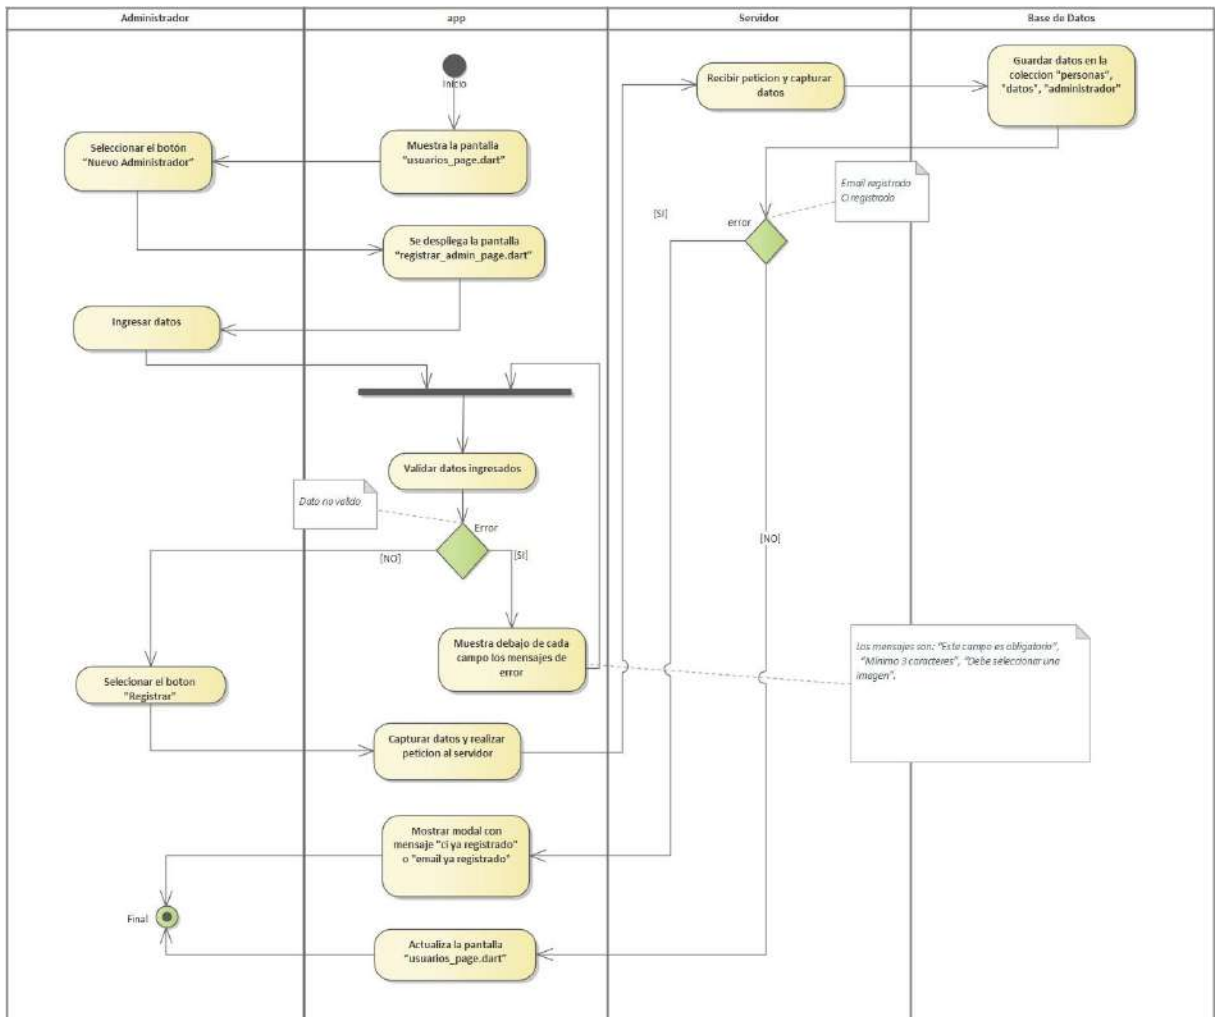 Administrador
app
Servidor
Base de Datos
Inicio
Recibir peticion y capturar
datos
Guardar datos en la
coleccion "personas",
"datos", "administrador"
Seleccionar el botón
"Nuevo Administrador"
Muestra la pantalla
"usuarios_page.dart"
Email registrado
Ci registrado
[SI]
error
Se despliega la pantalla
"registrar_admin_page.dart"
Ingresar datos
Validar datos ingresados
Dato no valido
Error
[NO]
[SI]
[NO]
Muestra debajo de cada
campo los mensajes de
error
Los mensajes son: "Este campo es obligatorio",
"Minimo 3 caracteres", "Debe seleccionar una
imagen".
Selecionar el boton
"Registrar"
Capturar datos y realizar
peticion al servidor
Mostrar modal con
mensaje "ci ya registrado"
o "email ya registrado"
Final
Actualiza la pantalla
"usuarios_page.dart"